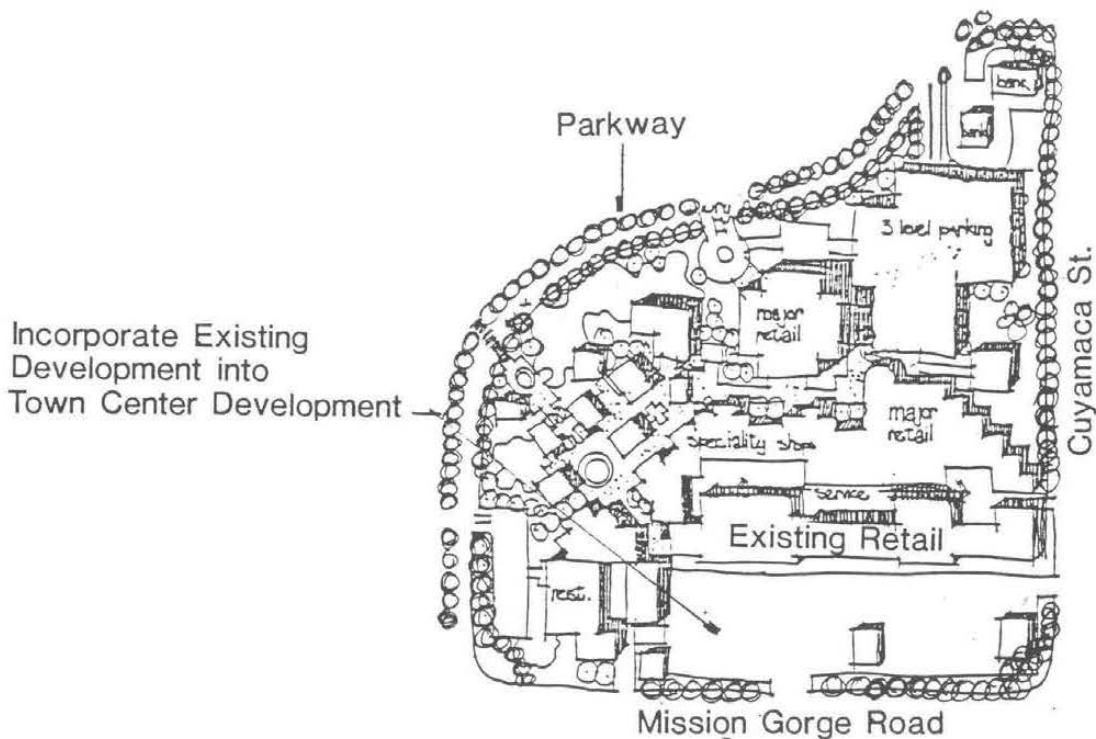 bank
bank
Parkway
3 level parking
major
retail
Cuyamaca St.
Incorporate Existing
Development into
Town Center Development
major
retail
speciality shops
service
Existing Retail
rest.
Mission Gorge Road